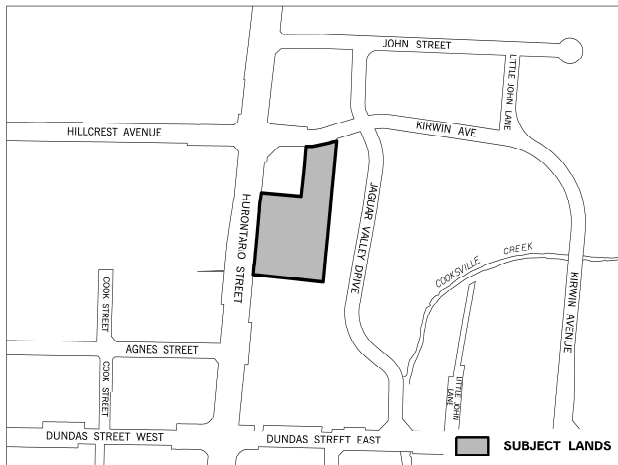 JOHN STREET
LITTLE JOHN LANE
HILLCREST AVENUE
KIRWIN AVE.
HURONTARIO STREET
JAGUAR VALLEY DRIVE
COOKSVILLE CREEK
KIRWIN AVENUE
COOK STREET
AGNES STREET
COOK STREET
LITTLE JOHN
LANE
DUNDAS STREET WEST
DUNDAS STREET EAST
SUBJECT LANDS